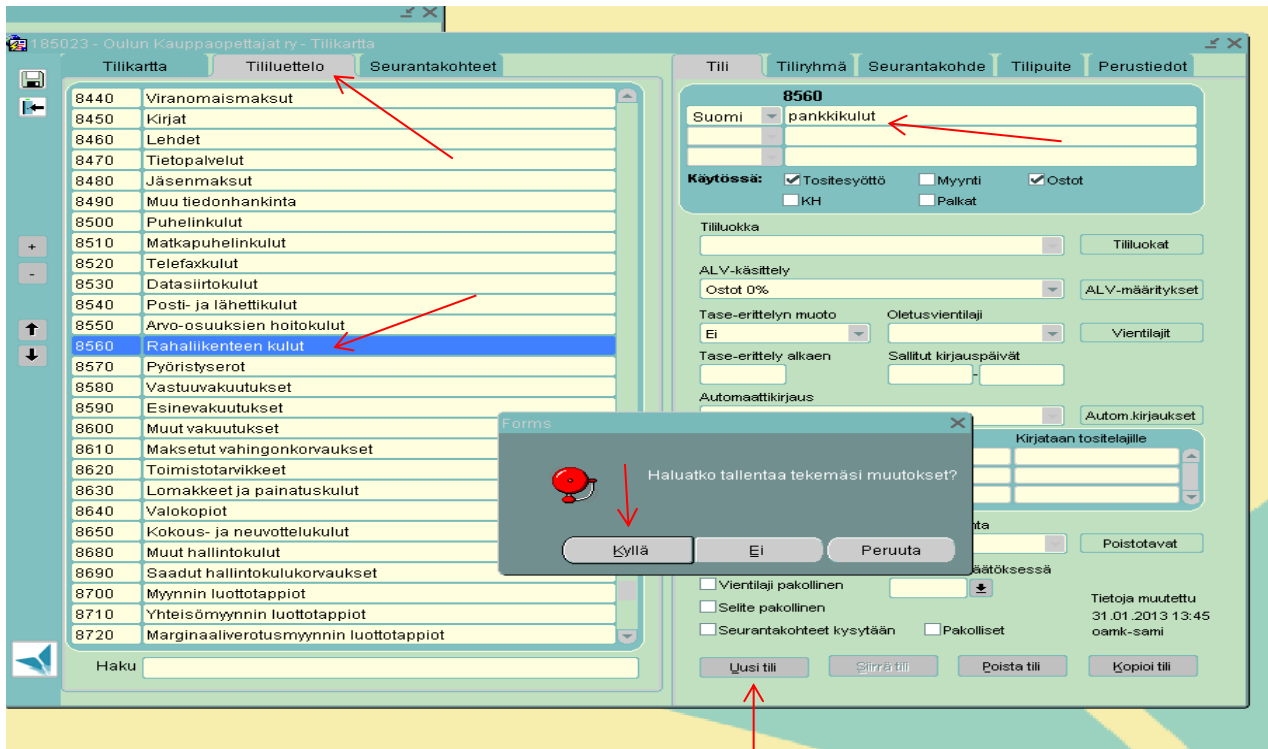 185023 - Oulun Kauppaopettajat ry - Tilikartta
Tilikartta Tililuettelo Seurantakohteet
8440 Viranomaismaksut
8450 Kirjat
8460 Lehdet
8470 Tietopalvelut
8480 Jäsenmaksut
8490 Muu tiedonhankinta
8500 Puhelinkulut
8510 Matkapuhelinkulut
8520 Telefaxkulut
8530 Datasiirtokulut
8540 Posti- ja lähettikulut
8550 Arvo-osuuksien hoitokulut
8560 Rahaliikenteen kulut
8570 Pyöristyserot
8580 Vastuuvakuutukset
8590 Esinevakuutukset
8600 Muut vakuutukset
8610 Maksetut vahingonkorvaukset
8620 Toimistotarvikkeet
8630 Lomakkeet ja painatuskulut
8640 Valokopiot
8650 Kokous- ja neuvottelukulut
8680 Muut hallintokulut
8690 Saadut hallintokulukorvaukset
8700 Myynnin luottotappiot
8710 Yhteisömyynnin luottotappiot
8720 Marginaaliverotusmyynnin luottotappiot
Haku
Tili Tiliryhmä Seurantakohde Tilipuite Perustiedot
8560
Suomi pankkikulut
Käytössä: Tositesyöttö Myynti Ostot
KH Palkat
Tililuokka
Tililuokat
ALV-käsittely
Ostot 0% ALV-määritykset
Tase-erittelyn muoto Oletusvientilaji
Ei Vientilajit
Tase-erittely alkaen Sallitut kirjauspäivät
-
Automaattikirjaus
Autom.kirjaukset
Kirjataan tositelajille
Forms
Haluatko tallentaa tekemäsi muutokset?
Kyllä Ei Peruuta
Poistotavat
Vientilaji pakollinen
Selite pakollinen
Seurantakohteet kysytään Pakolliset
Tietoja muutettu
31.01.2013 13:45
oamk-sami
Uusi tili Siirrä tili Poista tili Kopioi tili